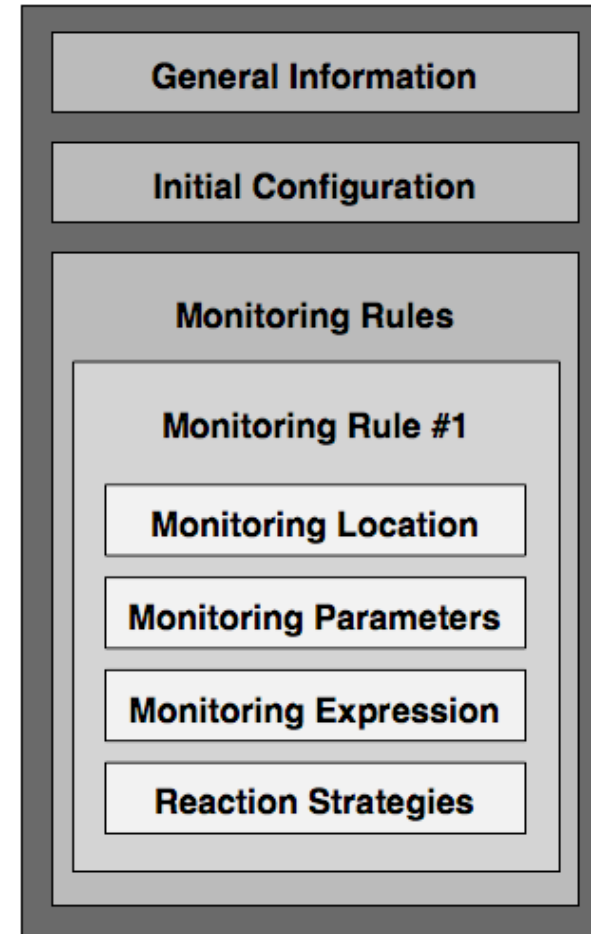 General Information
Initial Configuration
Monitoring Rules
Monitoring Rule #1
Monitoring Location
Monitoring Parameters
Monitoring Expression
Reaction Strategies